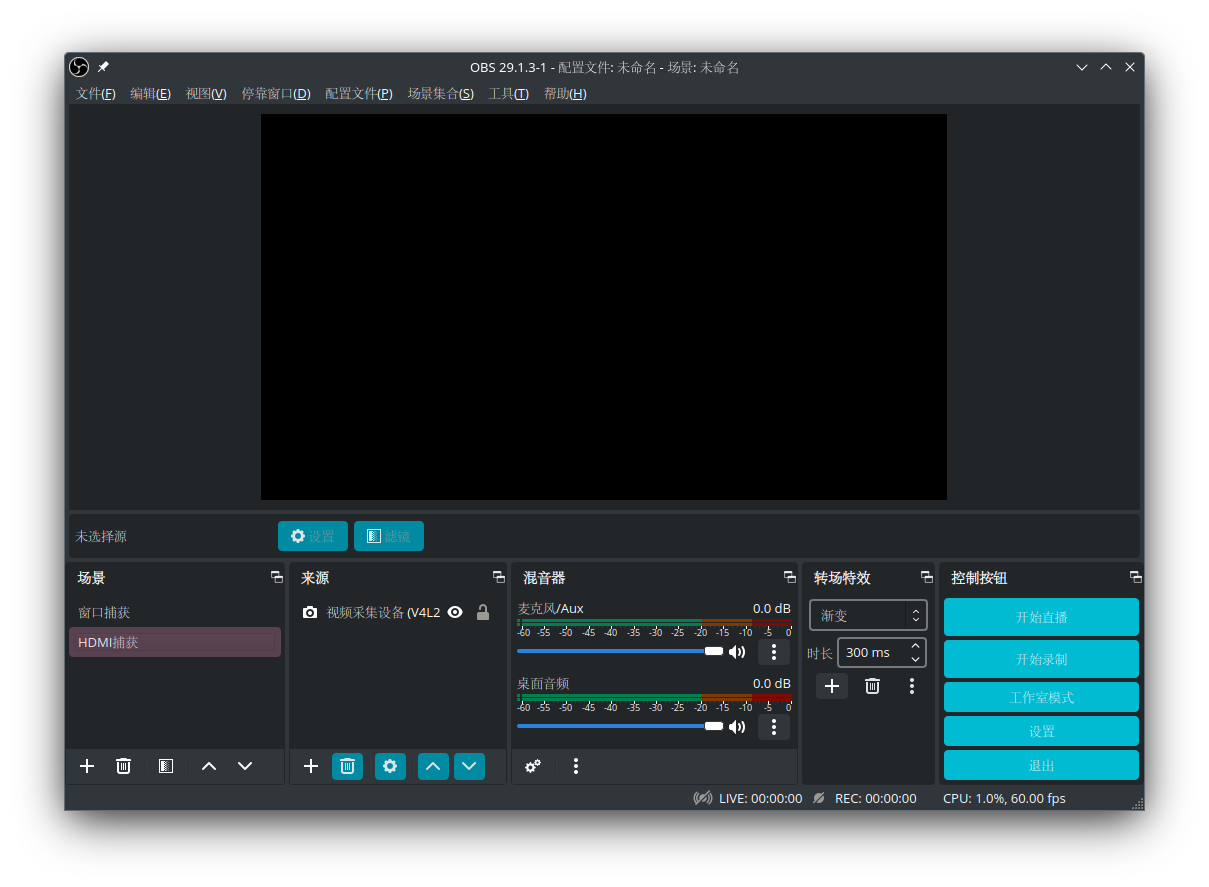 OBS 29.1.3-1 - 配置文件: 未命名 - 场景: 未命名
文件(F) 编辑(E) 视图(V) 停靠窗口(D) 配置文件(P) 场景集合(S) 工具(T) 帮助(H)
未选择源 设置 滤镜
场景
窗口捕获
HDMI捕获
来源
视频采集设备 (V4L2
混音器
麦克风/Aux 0.0 dB
-60 -55 -50 -45 -40 -35 -30 -25 -20 -15 -10 -5 0
桌面音频 0.0 dB
-60 -55 -50 -45 -40 -35 -30 -25 -20 -15 -10 -5 0
转场特效
渐变
时长 300 ms
控制按钮
开始直播
开始录制
工作室模式
设置
退出
LIVE: 00:00:00 REC: 00:00:00 CPU: 1.0%, 60.00 fps